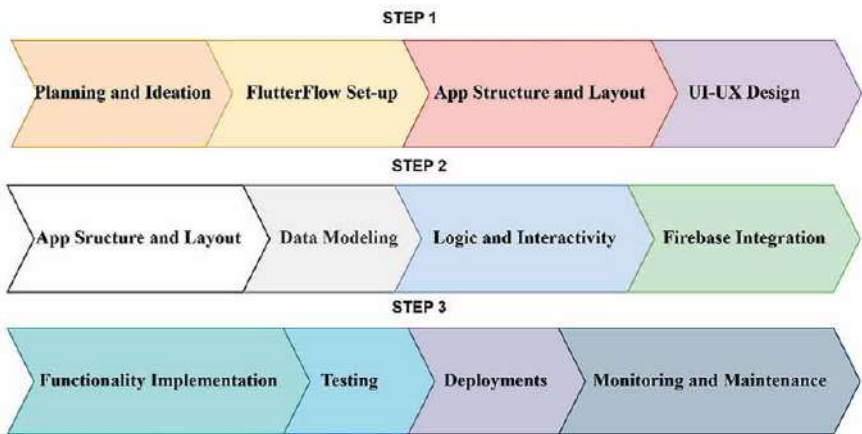 STEP 1
Planning and Ideation
FlutterFlow Set-up
App Structure and Layout
UI-UX Design
STEP 2
App Sructure and Layout
Data Modeling
Logic and Interactivity
Firebase Integration
STEP 3
Functionality Implementation
Testing
Deployments
Monitoring and Maintenance